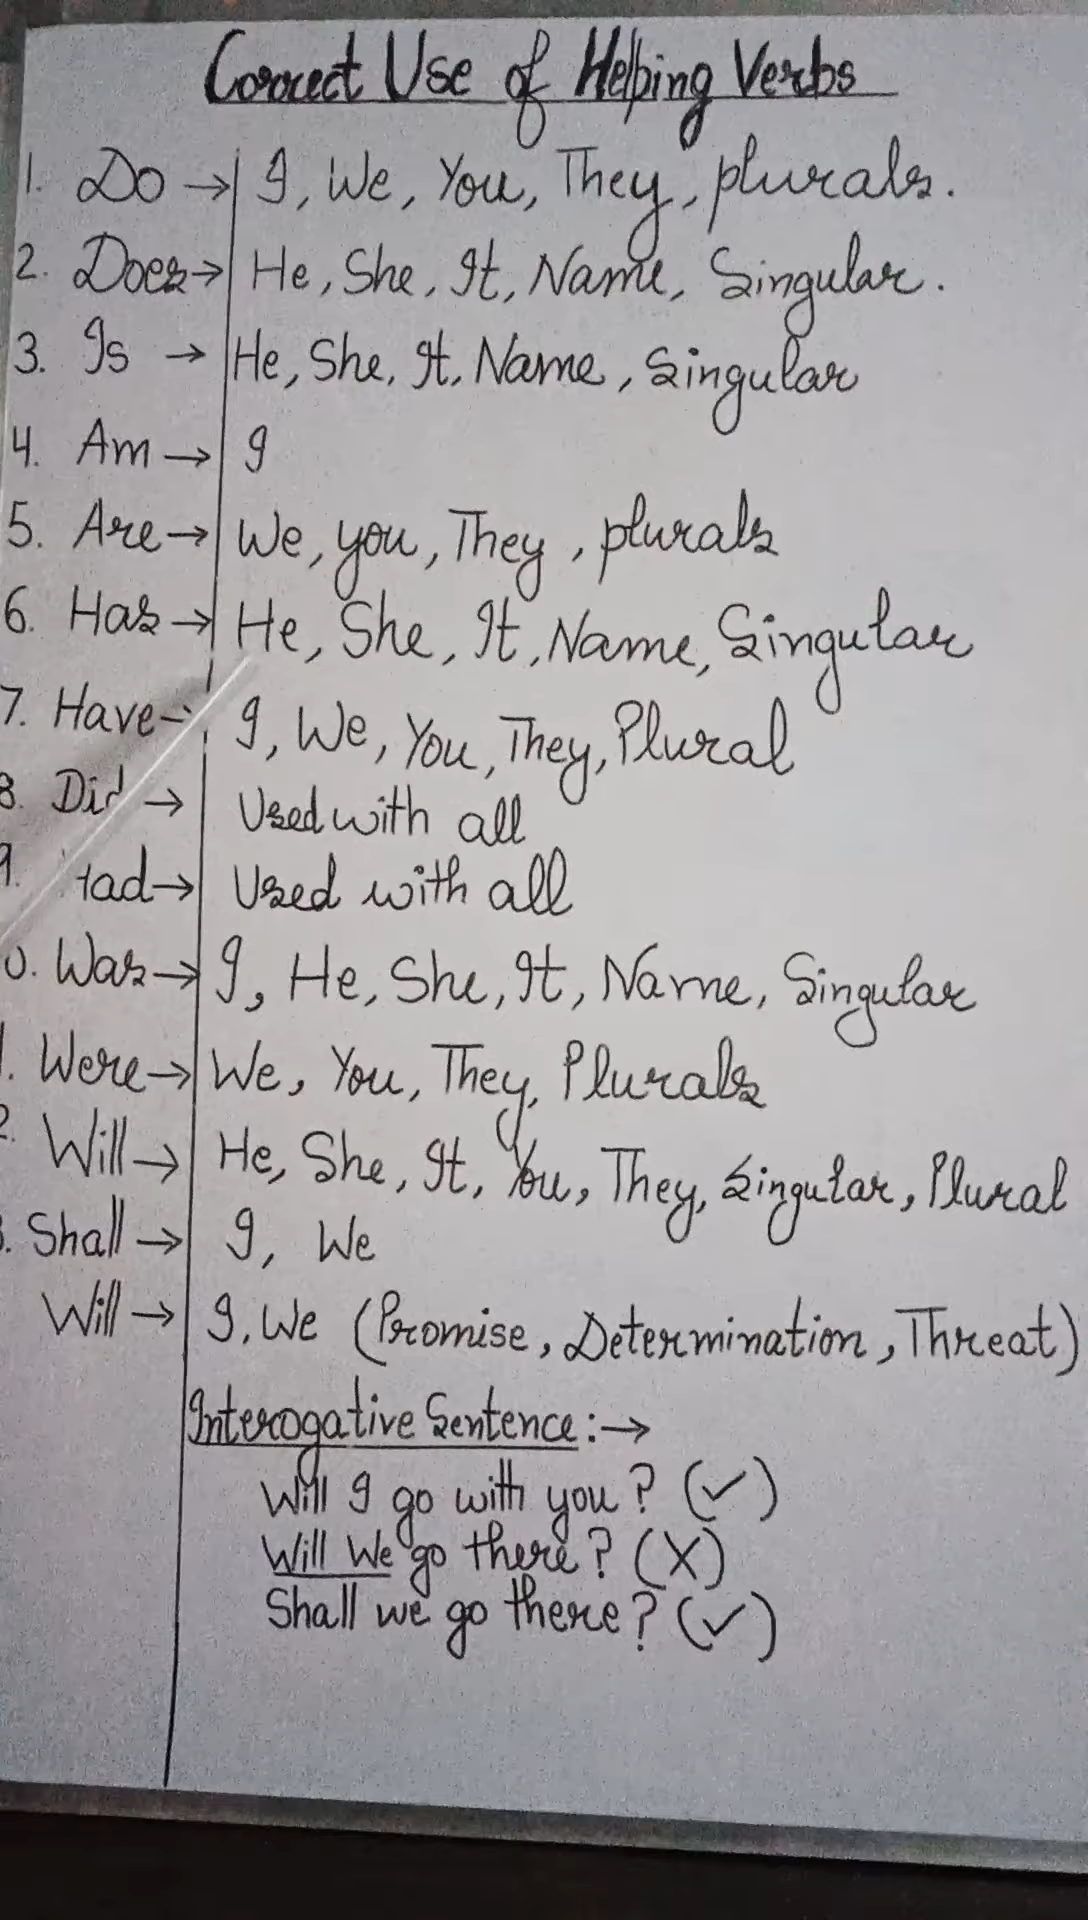 Correct Use of Helping Verbs
1. Do → I, We, You, They, plurals.
2. Does → He, She, It, Name, Singular.
3. Is → He, She, It, Name, Singular
4. Am → I
5. Are → We, you, They, plurals
6. Has → He, She, It, Name, Singular
7. Have → I, We, You, They, Plural
8. Did → Used with all
9. Had → Used with all
0. Was → I, He, She, It, Name, Singular
1. Were → We, You, They, Plurals
2. Will → He, She, It, You, They, Singular, Plural
3. Shall → I, We
Will → I, We (Promise, Determination, Threat)
Interogative Sentence :→
Will I go with you? (✓)
Will We go there? (X)
Shall we go there? (✓)